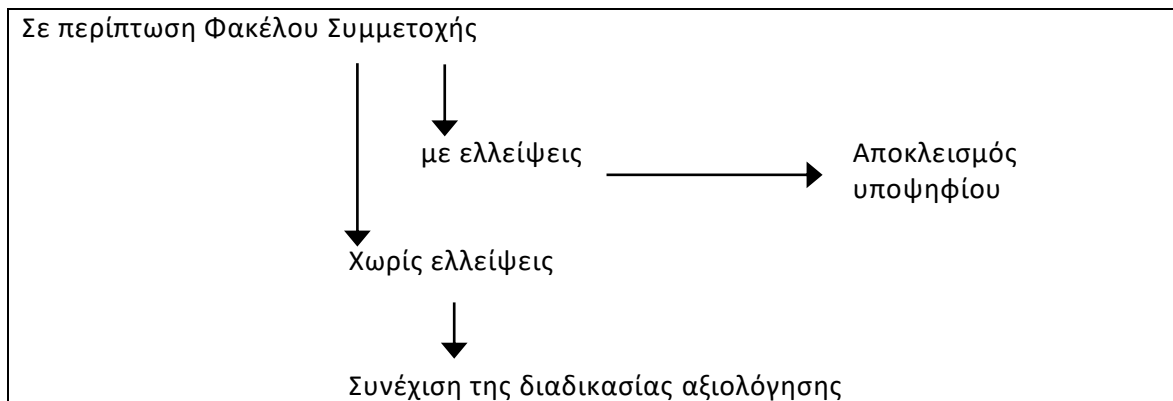 Σε περίπτωση Φακέλου Συμμετοχής
με ελλείψεις
Αποκλεισμός
υποψηφίου
Χωρίς ελλείψεις
Συνέχιση της διαδικασίας αξιολόγησης